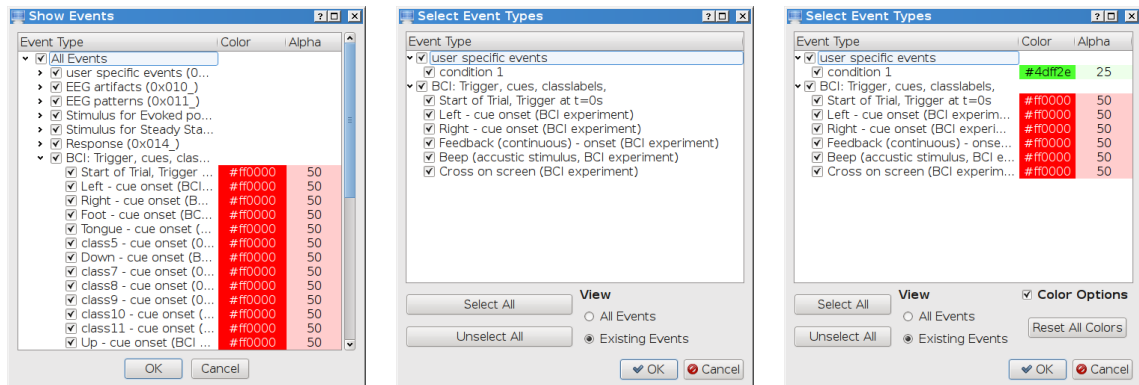 Show Events
Event Type Color Alpha
All Events
user specific events (0...
EEG artifacts (0x010_)
EEG patterns (0x011_)
Stimulus for Evoked po...
Stimulus for Steady Sta...
Response (0x014_)
BCI: Trigger, cues, clas...
Start of Trial, Trigger ... #ff0000 50
Left - cue onset (BCI... #ff0000 50
Right - cue onset (B... #ff0000 50
Foot - cue onset (BC... #ff0000 50
Tongue - cue onset (... #ff0000 50
class5 - cue onset (0... #ff0000 50
Down - cue onset (B... #ff0000 50
class7 - cue onset (0... #ff0000 50
class8 - cue onset (0... #ff0000 50
class9 - cue onset (0... #ff0000 50
class10 - cue onset (... #ff0000 50
class11 - cue onset (... #ff0000 50
Up - cue onset (BCI ... #ff0000 50
OK Cancel
Select Event Types
Event Type
user specific events
condition 1
BCI: Trigger, cues, classlabels,
Start of Trial, Trigger at t=0s
Left - cue onset (BCI experiment)
Right - cue onset (BCI experiment)
Feedback (continuous) - onset (BCI experiment)
Beep (accustic stimulus, BCI experiment)
Cross on screen (BCI experiment)
Select All
Unselect All
View
All Events
Existing Events
OK Cancel
Select Event Types
Event Type Color Alpha
user specific events
condition 1 #4dff2e 25
BCI: Trigger, cues, classlabels,
Start of Trial, Trigger at t=0s #ff0000 50
Left - cue onset (BCI experim... #ff0000 50
Right - cue onset (BCI experi... #ff0000 50
Feedback (continuous) - onse... #ff0000 50
Beep (accustic stimulus, BCI e... #ff0000 50
Cross on screen (BCI experim... #ff0000 50
Select All
Unselect All
View
All Events
Existing Events
Color Options
Reset All Colors
OK Cancel